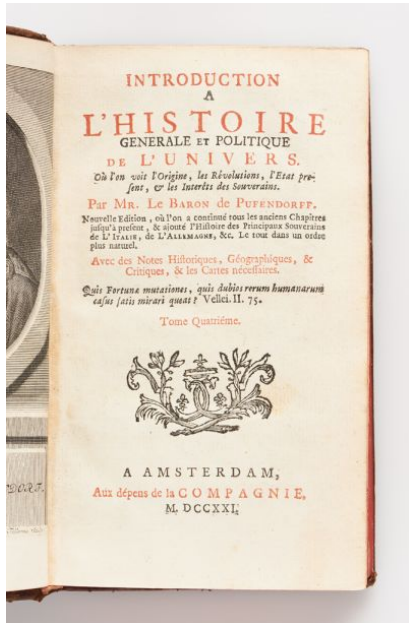 INTRODUCTION
A
L'HISTOIRE
GENERALE ET POLITIQUE
DE L'UNIVERS.
Où l'on voit l'Origine, les Révolutions, l'Etat pre-
sent, & les Interêts des Souverains.
Par Mr. Le Baron de Pufendorff.
Nouvelle Edition, où l'on a continué tous les anciens Chapitres
jusqu'à present, & ajouté l'Histoire des Principaux Souverains
de L'Italie, de L'Allemagne, &c. Le tout dans un ordre
plus naturel.
Avec des Notes Historiques, Géographiques, &
Critiques, & les Cartes nécessaires.
Quis Fortunæ mutationes, quis dubios rerum humanarum
casus satis mirari queat? Vellei. II. 75.
Tome Quatriéme.
A AMSTERDAM,
Aux dépens de la COMPAGNIE,
M. DCCXXI.